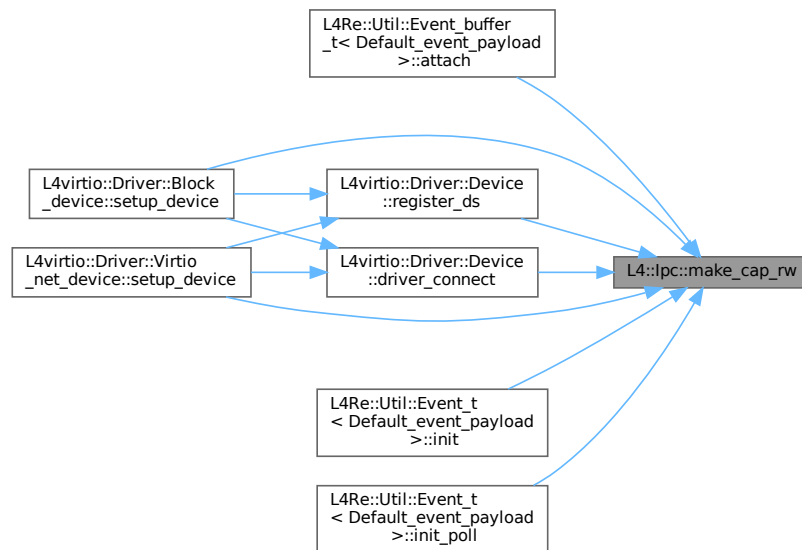 L4Re::Util::Event_buffer
_t< Default_event_payload
>::attach
L4virtio::Driver::Block
_device::setup_device
L4virtio::Driver::Device
::register_ds
L4virtio::Driver::Virtio
_net_device::setup_device
L4virtio::Driver::Device
::driver_connect
L4::Ipc::make_cap_rw
L4Re::Util::Event_t
< Default_event_payload
>::init
L4Re::Util::Event_t
< Default_event_payload
>::init_poll